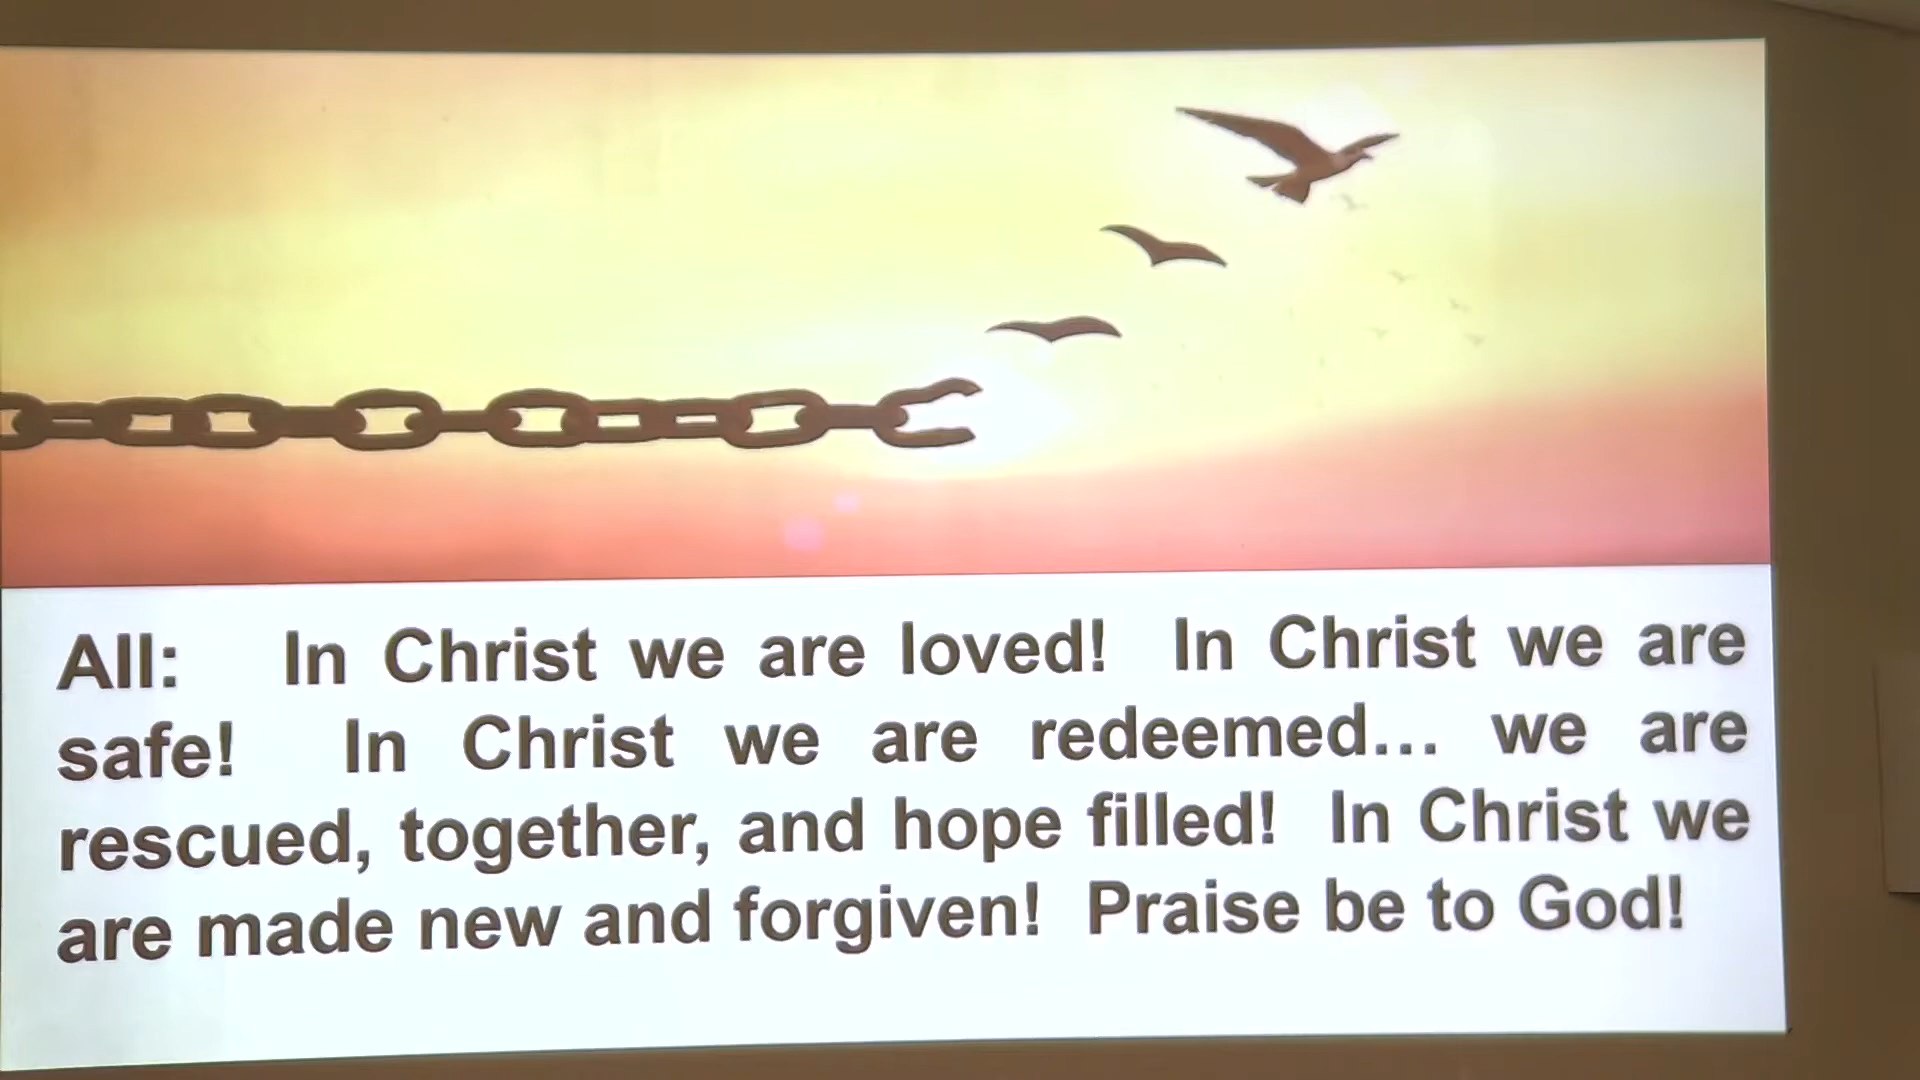 All: In Christ we are loved! In Christ we are
safe! In Christ we are redeemed... we are
rescued, together, and hope filled! In Christ we
are made new and forgiven! Praise be to God!